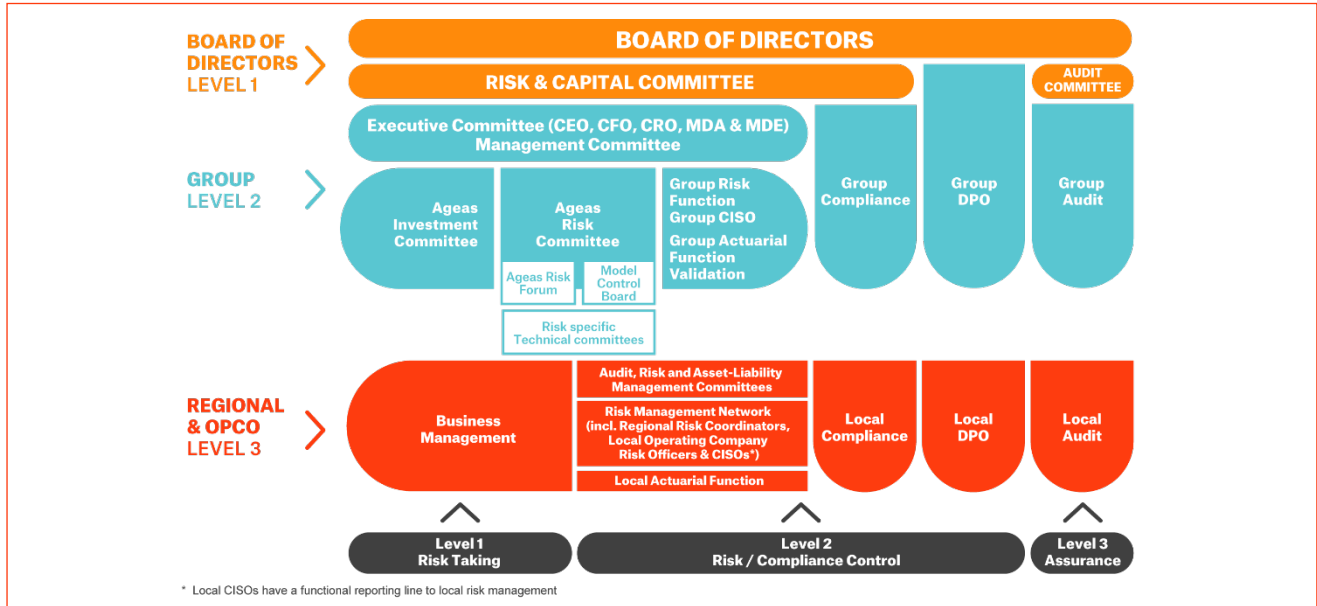 BOARD OF
DIRECTORS
LEVEL 1
BOARD OF DIRECTORS
RISK & CAPITAL COMMITTEE
AUDIT
COMMITTEE
GROUP
LEVEL 2
Executive Committee (CEO, CFO, CRO, MDA & MDE)
Management Committee
Ageas
Investment
Committee
Ageas
Risk
Committee
Ageas Risk
Forum
Model
Control
Board
Risk specific
Technical committees
Group Risk
Function
Group CISO
Group Actuarial
Function
Validation
Group
Compliance
Group
DPO
Group
Audit
REGIONAL
& OPCO
LEVEL 3
Business
Management
Audit, Risk and Asset-Liability
Management Committees
Risk Management Network
(incl. Regional Risk Coordinators,
Local Operating Company
Risk Officers & CISOs*)
Local Actuarial Function
Local
Compliance
Local
DPO
Local
Audit
Level 1
Risk Taking
Level 2
Risk / Compliance Control
Level 3
Assurance
* Local CISOs have a functional reporting line to local risk management